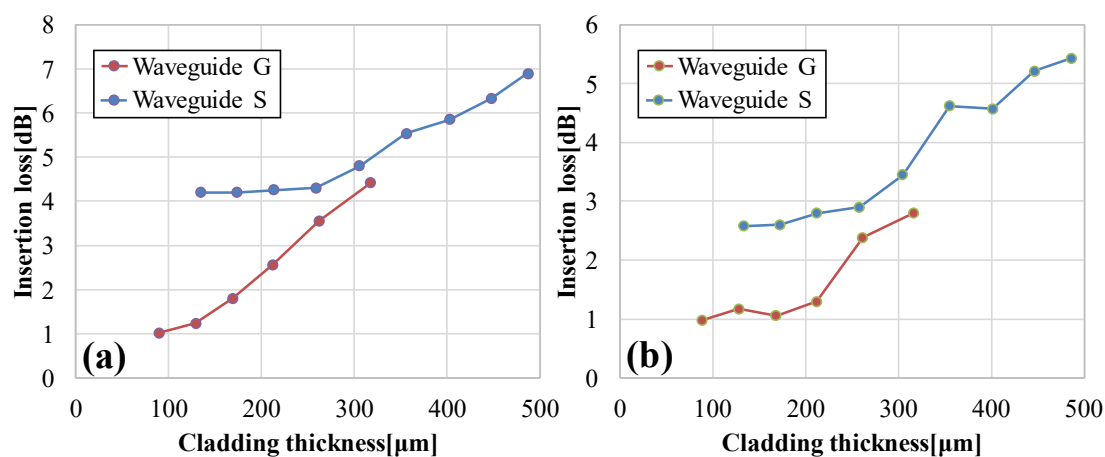 8
7
6
5
4
3
2
1
0
Insertion loss[dB]
Waveguide G
Waveguide S
(a)
0 100 200 300 400 500
Cladding thickness[μm]
6
5
4
3
2
1
0
Insertion loss[dB]
Waveguide G
Waveguide S
(b)
0 100 200 300 400 500
Cladding thickness[μm]